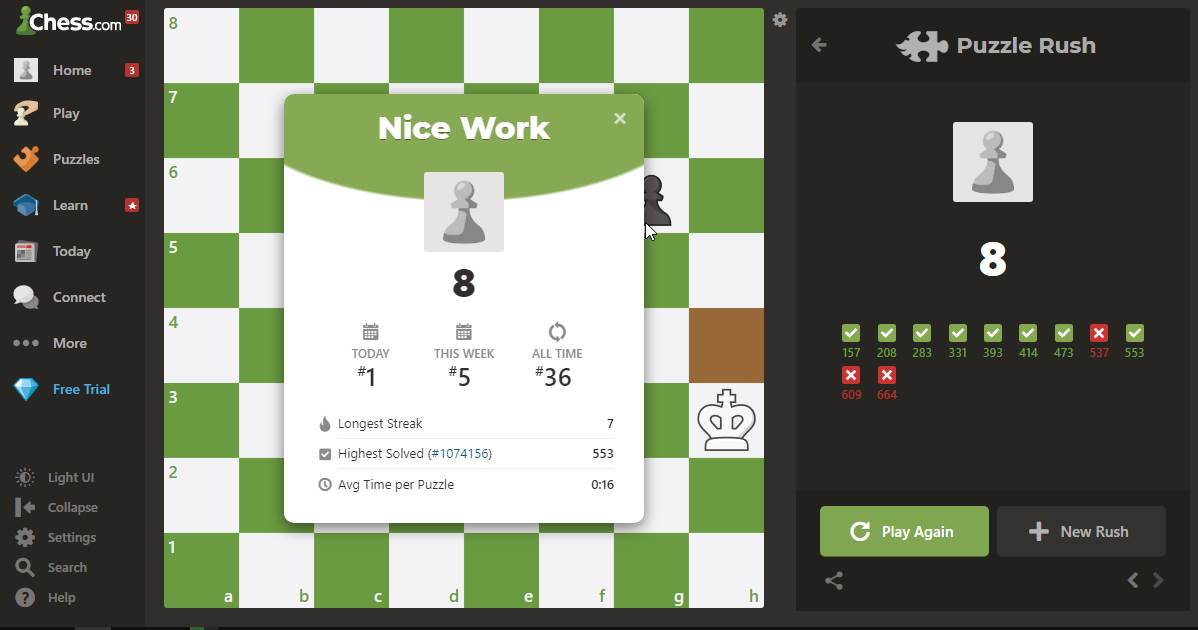 Chess.com
30
Home
3
Play
Puzzles
Learn
Today
Connect
More
Free Trial
Light UI
Collapse
Settings
Search
Help
8
7
6
5
4
3
2
1
a b c d e f g h
Nice Work
×
8
TODAY
#1
THIS WEEK
#5
ALL TIME
#36
Longest Streak 7
Highest Solved (#1074156) 553
Avg Time per Puzzle 0:16
Puzzle Rush
8
157 208 283 331 393 414 473 537 553
609 664
Play Again
New Rush